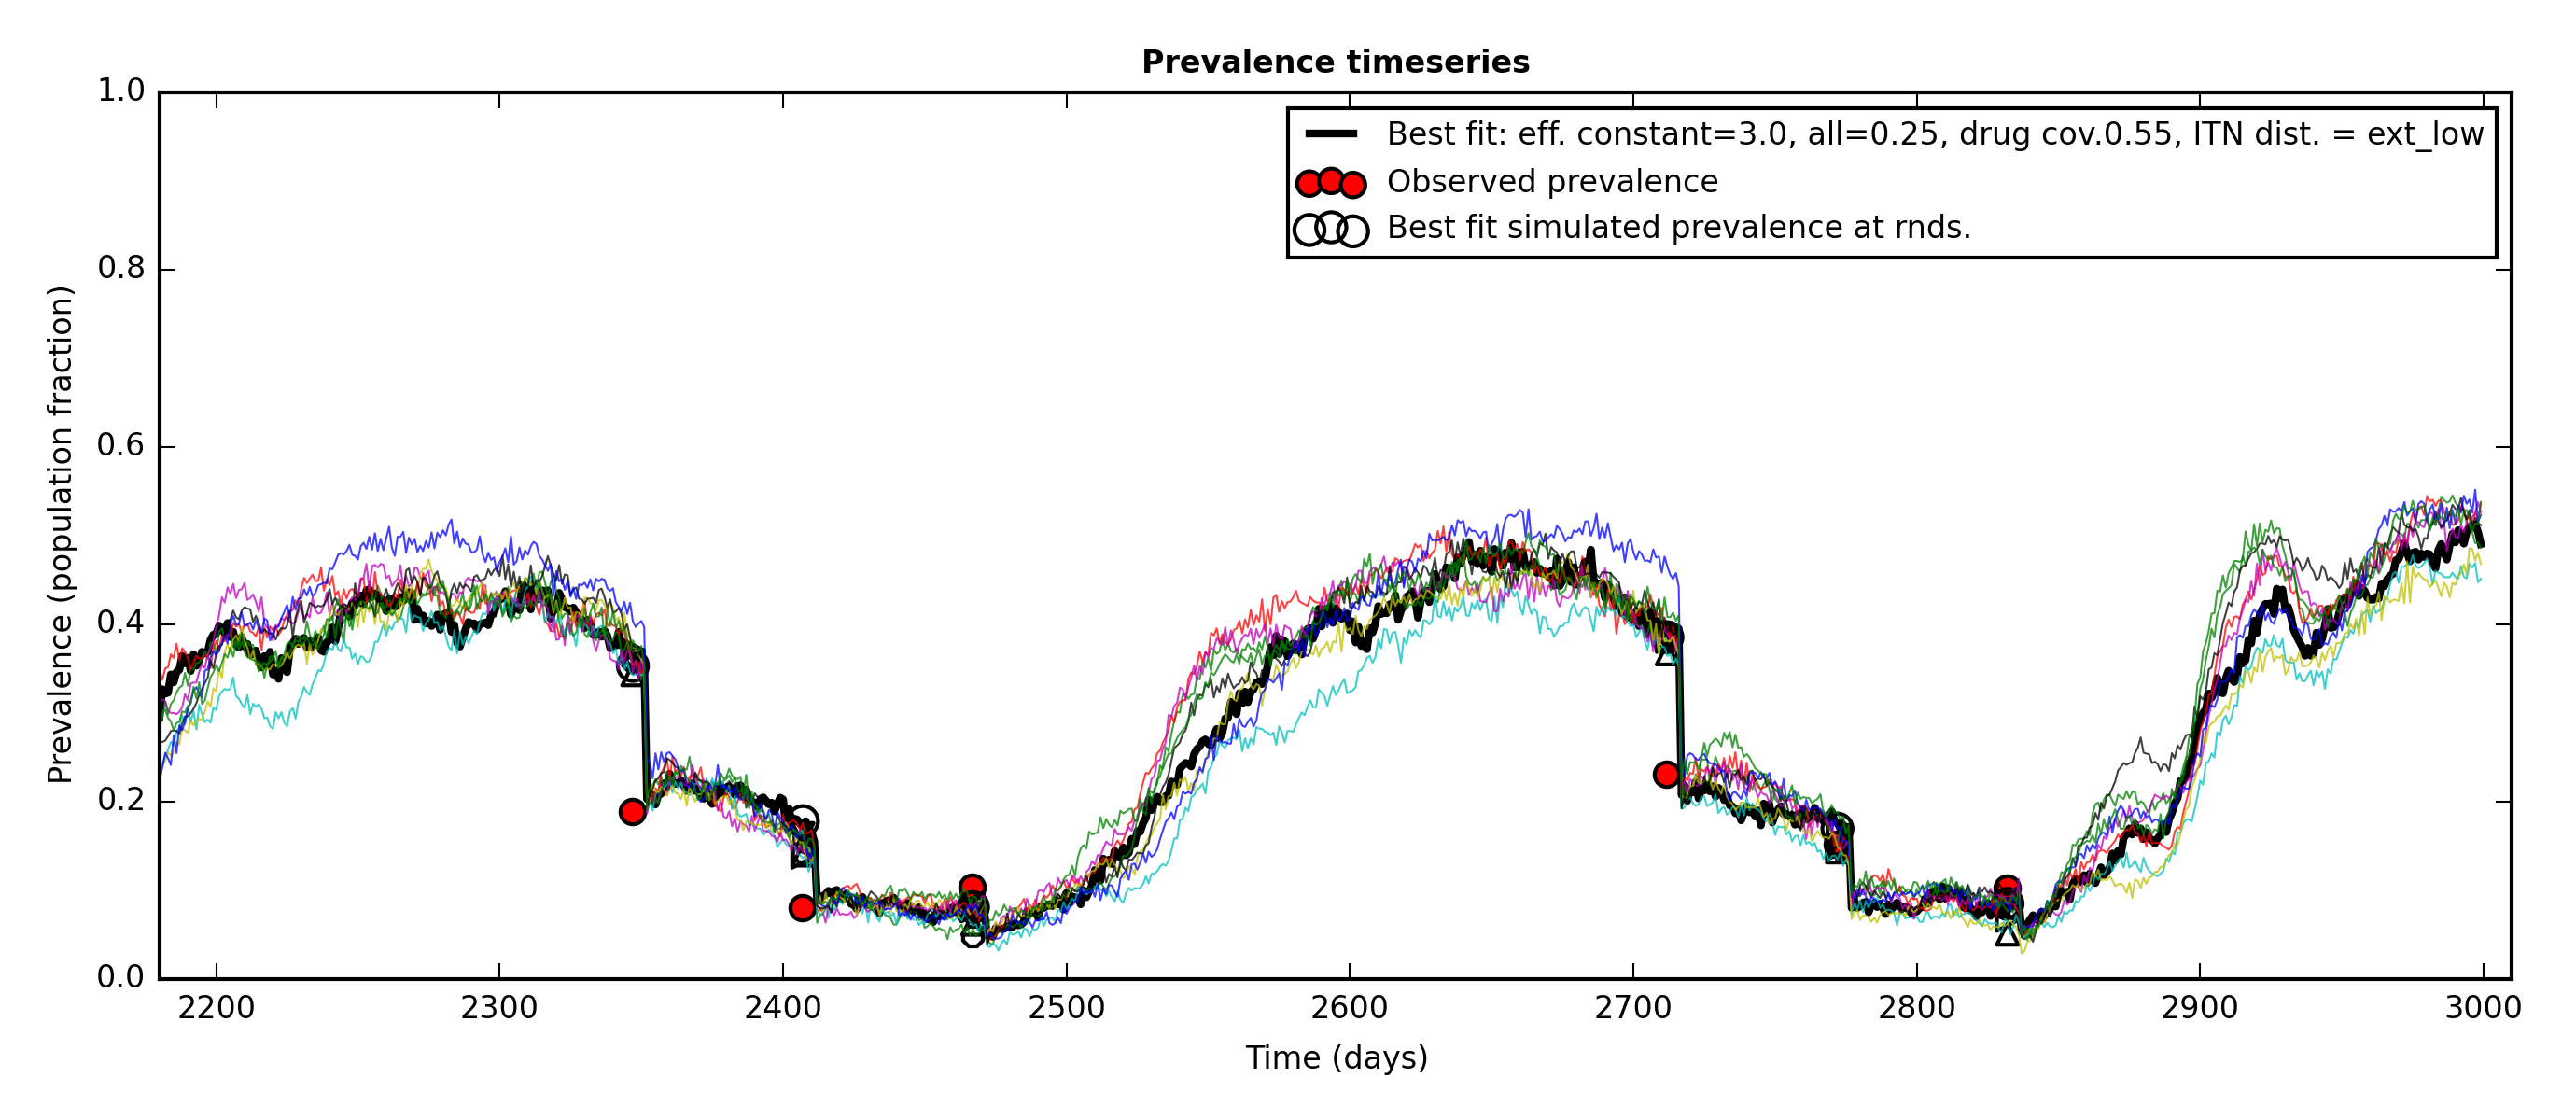 Prevalence timeseries
Best fit: eff. constant=3.0, all=0.25, drug cov.0.55, ITN dist. = ext_low
Observed prevalence
Best fit simulated prevalence at rnds.
Prevalence (population fraction)
1.0
0.8
0.6
0.4
0.2
0.0
2200 2300 2400 2500 2600 2700 2800 2900 3000
Time (days)